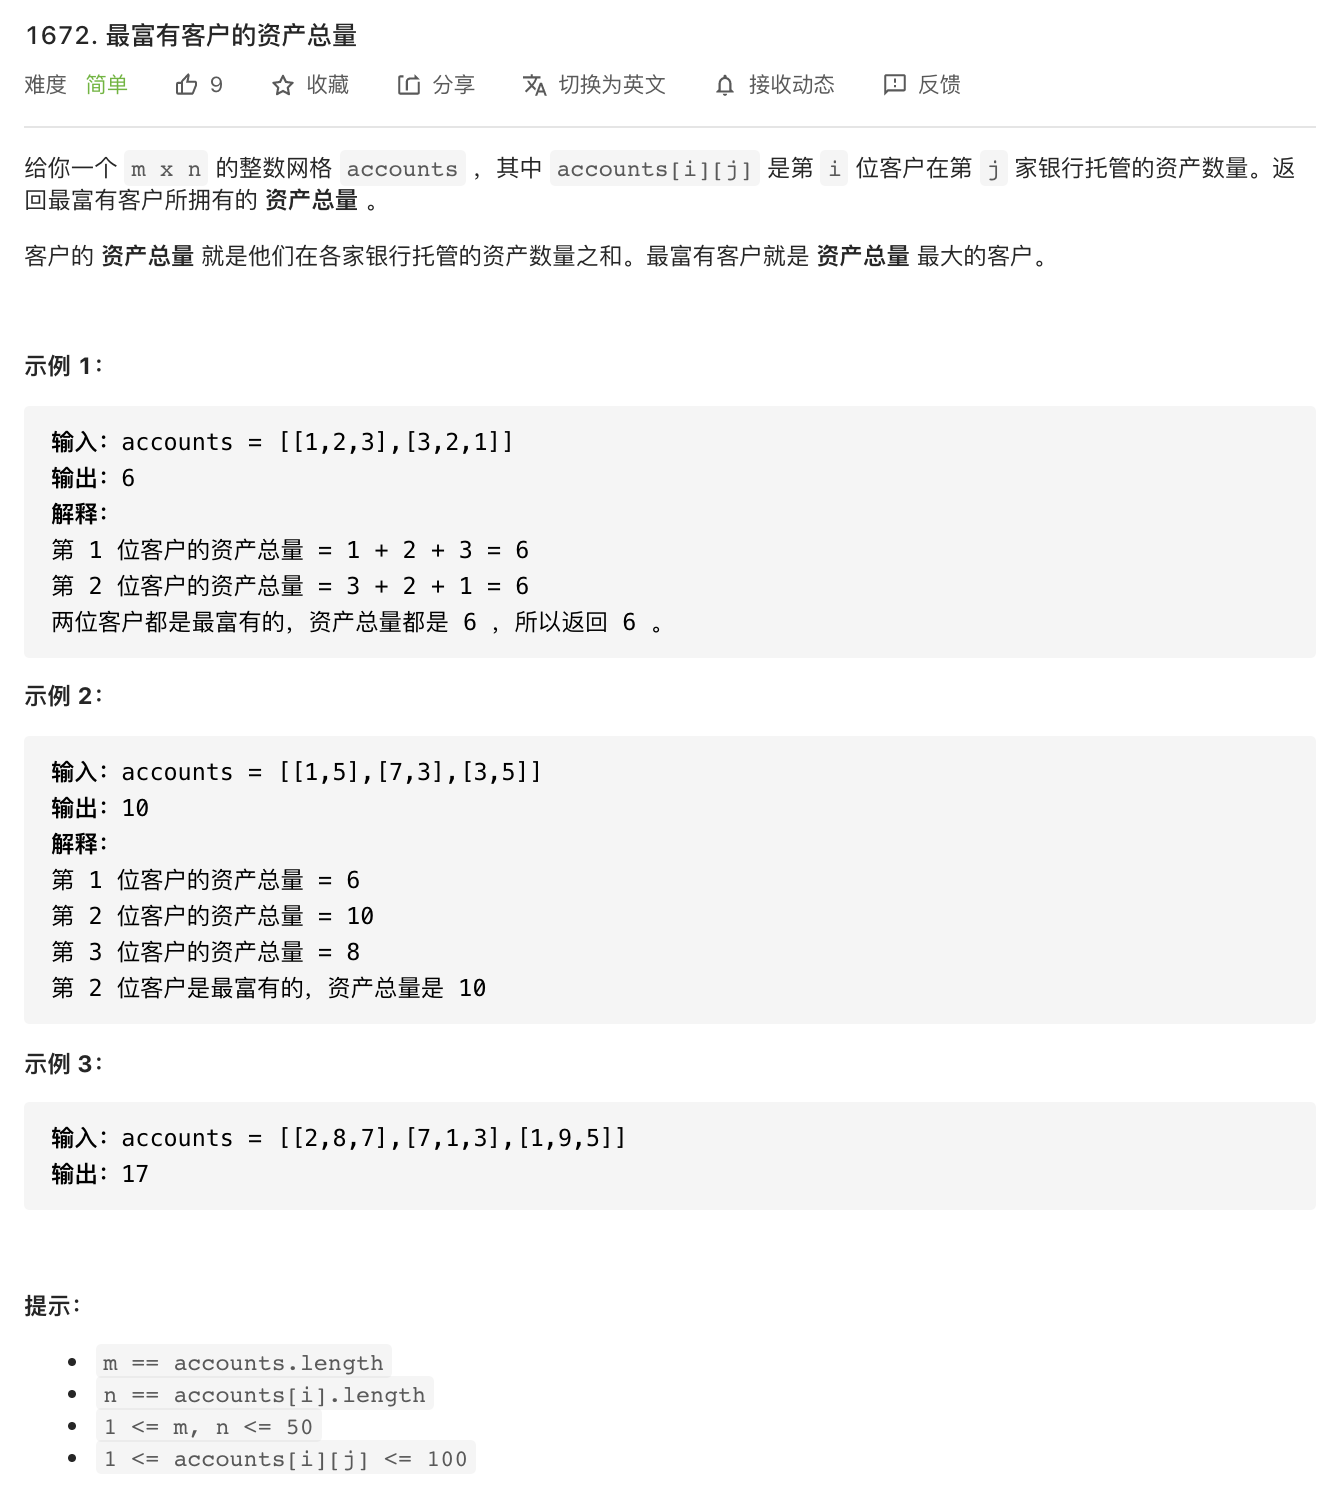 1672. 最富有客户的资产总量
难度 简单 9 收藏 分享 切换为英文 接收动态 反馈
给你一个 m x n 的整数网格 accounts ，其中 accounts[i][j] 是第 i 位客户在第 j 家银行托管的资产数量。返
回最富有客户所拥有的 资产总量 。
客户的 资产总量 就是他们在各家银行托管的资产数量之和。最富有客户就是 资产总量 最大的客户。
示例 1：
输入：accounts = [[1,2,3],[3,2,1]]
输出：6
解释：
第 1 位客户的资产总量 = 1 + 2 + 3 = 6
第 2 位客户的资产总量 = 3 + 2 + 1 = 6
两位客户都是最富有的，资产总量都是 6 ，所以返回 6 。
示例 2：
输入：accounts = [[1,5],[7,3],[3,5]]
输出：10
解释：
第 1 位客户的资产总量 = 6
第 2 位客户的资产总量 = 10
第 3 位客户的资产总量 = 8
第 2 位客户是最富有的，资产总量是 10
示例 3：
输入：accounts = [[2,8,7],[7,1,3],[1,9,5]]
输出：17
提示：
m == accounts.length
n == accounts[i].length
1 <= m, n <= 50
1 <= accounts[i][j] <= 100